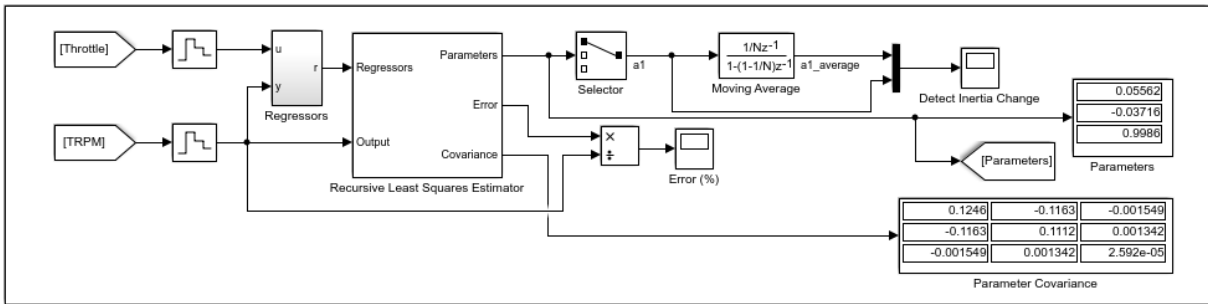 [Throttle]
[TRPM]
u
y
r
Regressors
Regressors
Output
Parameters
Error
Covariance
Recursive Least Squares Estimator
Selector
a1
1/Nz-1
1-(1-1/N)z-1
Moving Average
a1_average
Detect Inertia Change
×
÷
Error (%)
[Parameters]
0.05562
-0.03716
0.9986
Parameters
0.1246 -0.1163 -0.001549
-0.1163 0.1112 0.001342
-0.001549 0.001342 2.592e-05
Parameter Covariance